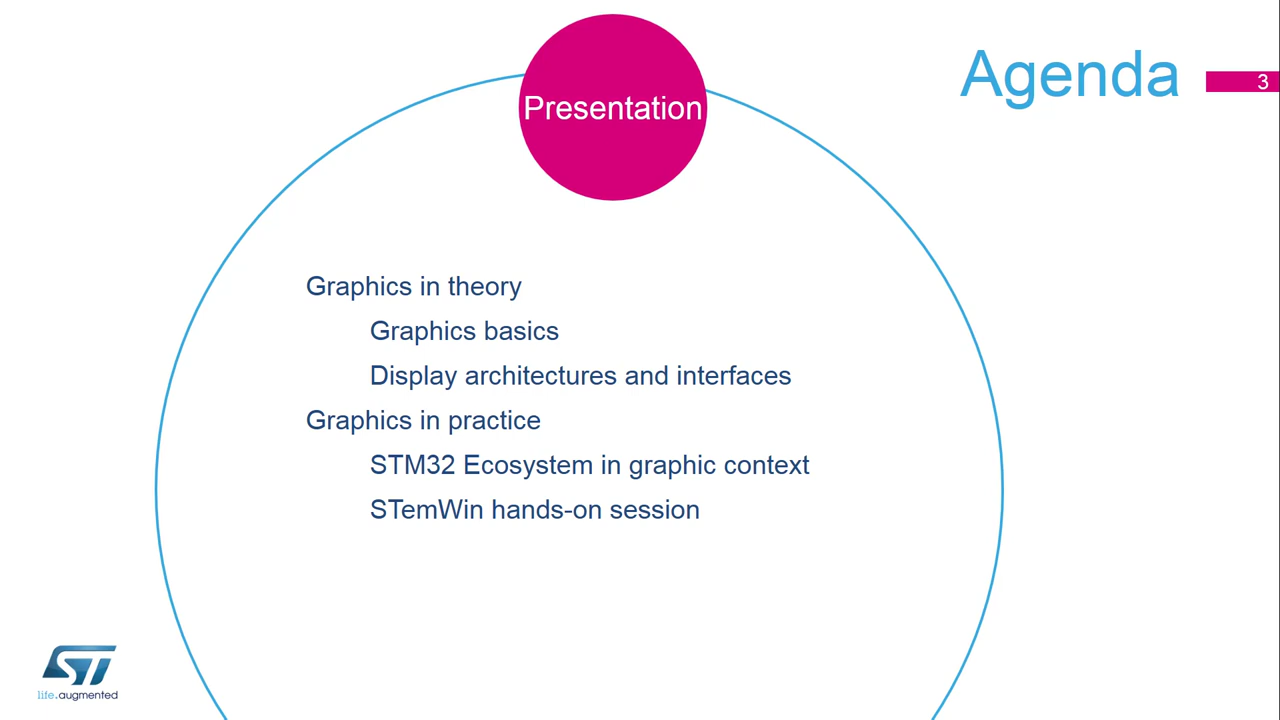 Agenda
3
Presentation
Graphics in theory
Graphics basics
Display architectures and interfaces
Graphics in practice
STM32 Ecosystem in graphic context
STemWin hands-on session
ST
life.augmented